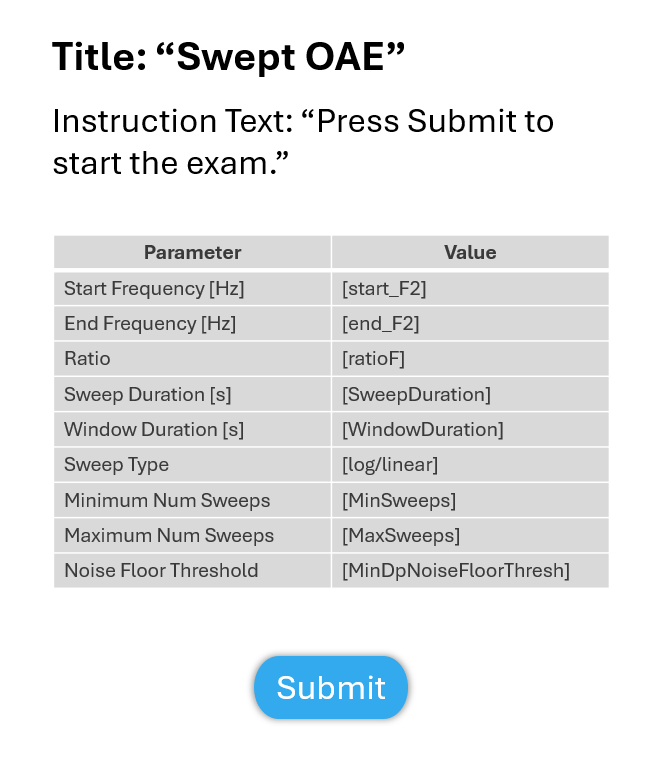 Title: “Swept OAE”
Instruction Text: “Press Submit to
start the exam.”
Parameter Value
Start Frequency [Hz] [start_F2]
End Frequency [Hz] [end_F2]
Ratio [ratioF]
Sweep Duration [s] [SweepDuration]
Window Duration [s] [WindowDuration]
Sweep Type [log/linear]
Minimum Num Sweeps [MinSweeps]
Maximum Num Sweeps [MaxSweeps]
Noise Floor Threshold [MinDpNoiseFloorThresh]
Submit